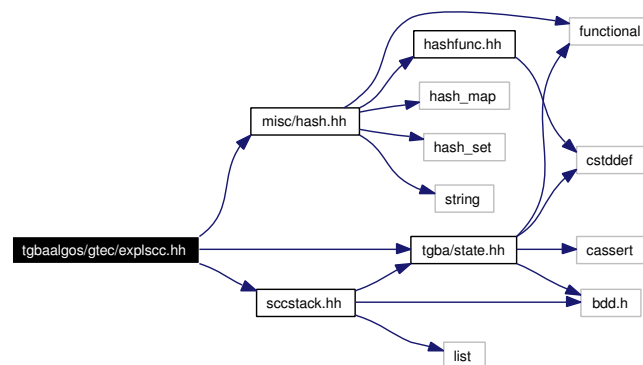 functional
hashfunc.hh
hash_map
misc/hash.hh
hash_set
cstddef
string
tgbaalgos/gtec/explscc.hh
tgba/state.hh
cassert
sccstack.hh
bdd.h
list